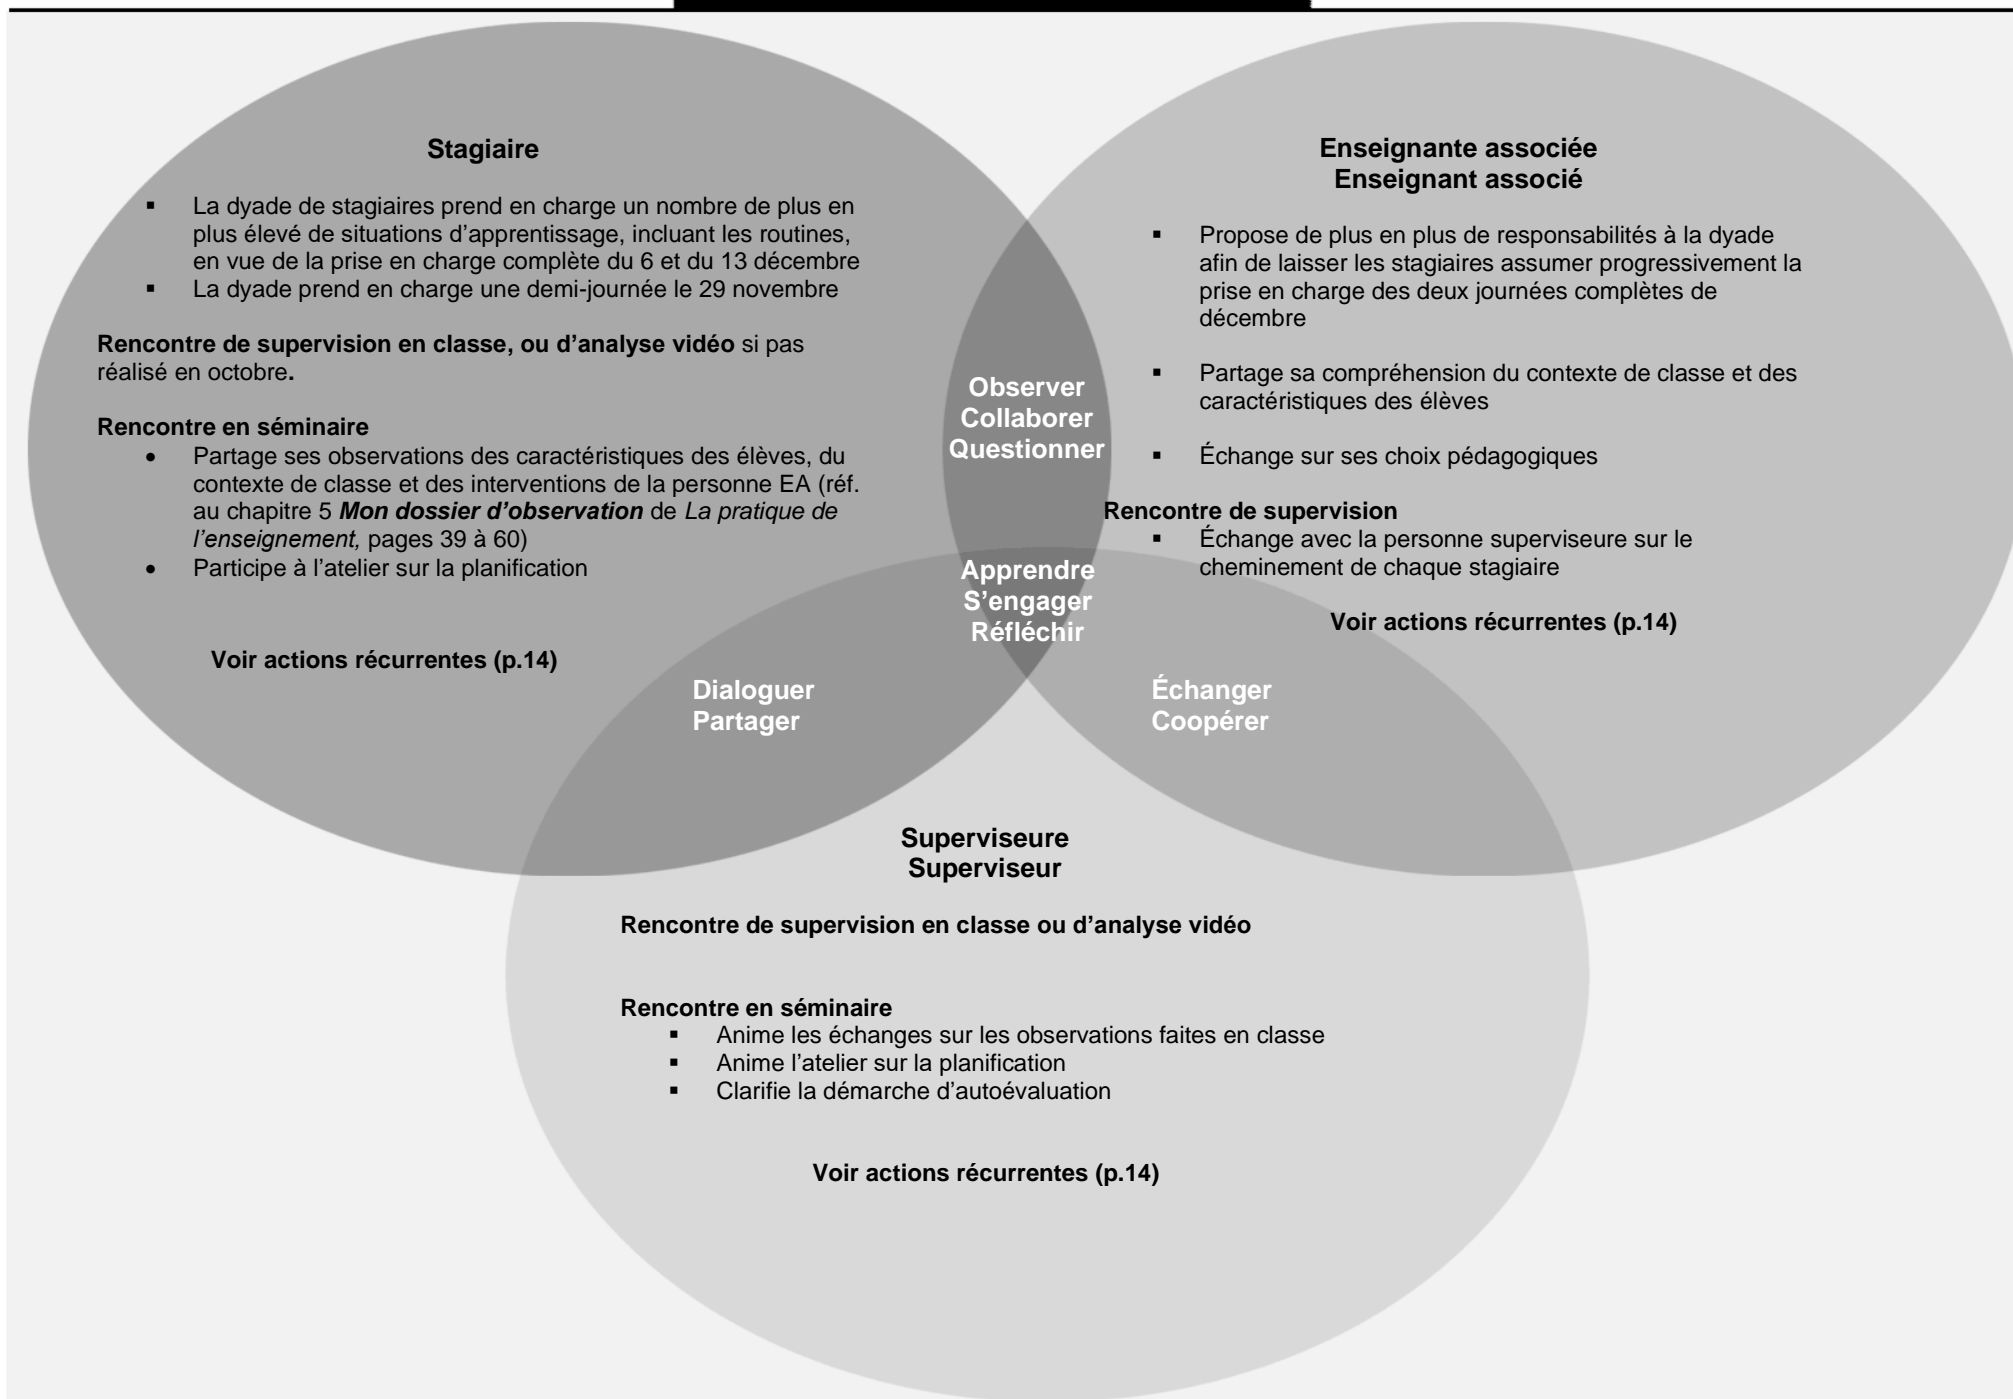 Stagiaire
▪ La dyade de stagiaires prend en charge un nombre de plus en
plus élevé de situations d’apprentissage, incluant les routines,
en vue de la prise en charge complète du 6 et du 13 décembre
▪ La dyade prend en charge une demi-journée le 29 novembre
Rencontre de supervision en classe, ou d’analyse vidéo si pas
réalisé en octobre.
Rencontre en séminaire
• Partage ses observations des caractéristiques des élèves, du
contexte de classe et des interventions de la personne EA (réf.
au chapitre 5 Mon dossier d’observation de La pratique de
l’enseignement, pages 39 à 60)
• Participe à l’atelier sur la planification
Voir actions récurrentes (p.14)
Enseignante associée
Enseignant associé
▪ Propose de plus en plus de responsabilités à la dyade
afin de laisser les stagiaires assumer progressivement la
prise en charge des deux journées complètes de
décembre
▪ Partage sa compréhension du contexte de classe et des
caractéristiques des élèves
▪ Échange sur ses choix pédagogiques
Rencontre de supervision
▪ Échange avec la personne superviseure sur le
cheminement de chaque stagiaire
Voir actions récurrentes (p.14)
Observer
Collaborer
Questionner
Apprendre
S’engager
Réfléchir
Dialoguer
Partager
Échanger
Coopérer
Superviseure
Superviseur
Rencontre de supervision en classe ou d’analyse vidéo
Rencontre en séminaire
▪ Anime les échanges sur les observations faites en classe
▪ Anime l’atelier sur la planification
▪ Clarifie la démarche d’autoévaluation
Voir actions récurrentes (p.14)